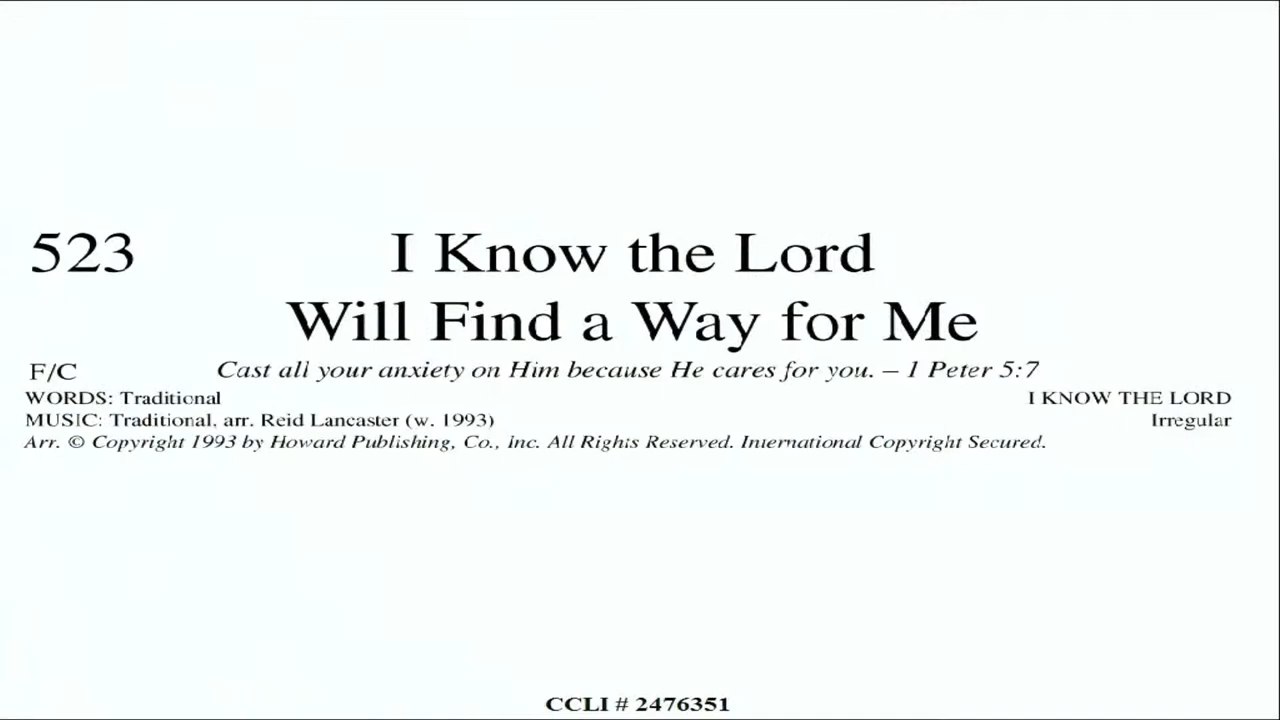 523 I Know the Lord
Will Find a Way for Me
F/C Cast all your anxiety on Him because He cares for you. – 1 Peter 5:7
WORDS: Traditional I KNOW THE LORD
MUSIC: Traditional, arr. Reid Lancaster (w. 1993) Irregular
Arr. © Copyright 1993 by Howard Publishing, Co., inc. All Rights Reserved. International Copyright Secured.
CCLI # 2476351